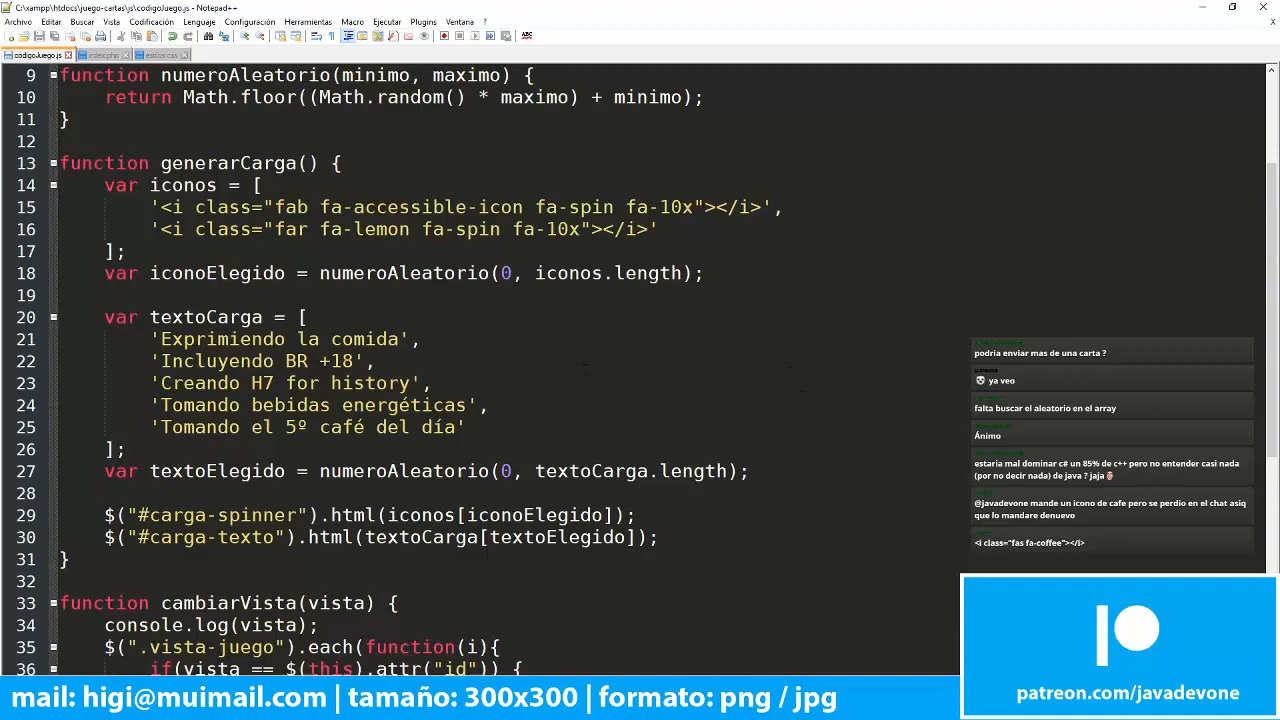 C:\xampp\htdocs\juego-cartas\js\codigoJuego.js - Notepad++
Archivo Editar Buscar Vista Codificación Lenguaje Configuración Herramientas Macro Ejecutar Plugins Ventana ?
codigoJuego.js index.php estilos.css
9 function numeroAleatorio(minimo, maximo) {
10 return Math.floor((Math.random() * maximo) + minimo);
11 }
12
13 function generarCarga() {
14 var iconos = [
15 '<i class="fab fa-accessible-icon fa-spin fa-10x"></i>',
16 '<i class="far fa-lemon fa-spin fa-10x"></i>'
17 ];
18 var iconoElegido = numeroAleatorio(0, iconos.length);
19
20 var textoCarga = [
21 'Exprimiendo la comida',
22 'Incluyendo BR +18',
23 'Creando H7 for history',
24 'Tomando bebidas energéticas',
25 'Tomando el 5º café del día'
26 ];
27 var textoElegido = numeroAleatorio(0, textoCarga.length);
28
29 $("#carga-spinner").html(iconos[iconoElegido]);
30 $("#carga-texto").html(textoCarga[textoElegido]);
31 }
32
33 function cambiarVista(vista) {
34 console.log(vista);
35 $(".vista-juego").each(function(i){
36 if(vista == $(this).attr("id")) {
podria enviar mas de una carta ?
ya veo
falta buscar el aleatorio en el array
Ánimo
estaria mal dominar c# un 85% de c++ pero no entender casi nada
(por no decir nada) de java ? jaja
@javadevone mande un icono de cafe pero se perdio en el chat asiq
que lo mandare denuevo
<i class="fas fa-coffee"></i>
patreon.com/javadevone
mail: higi@muimail.com | tamaño: 300x300 | formato: png / jpg